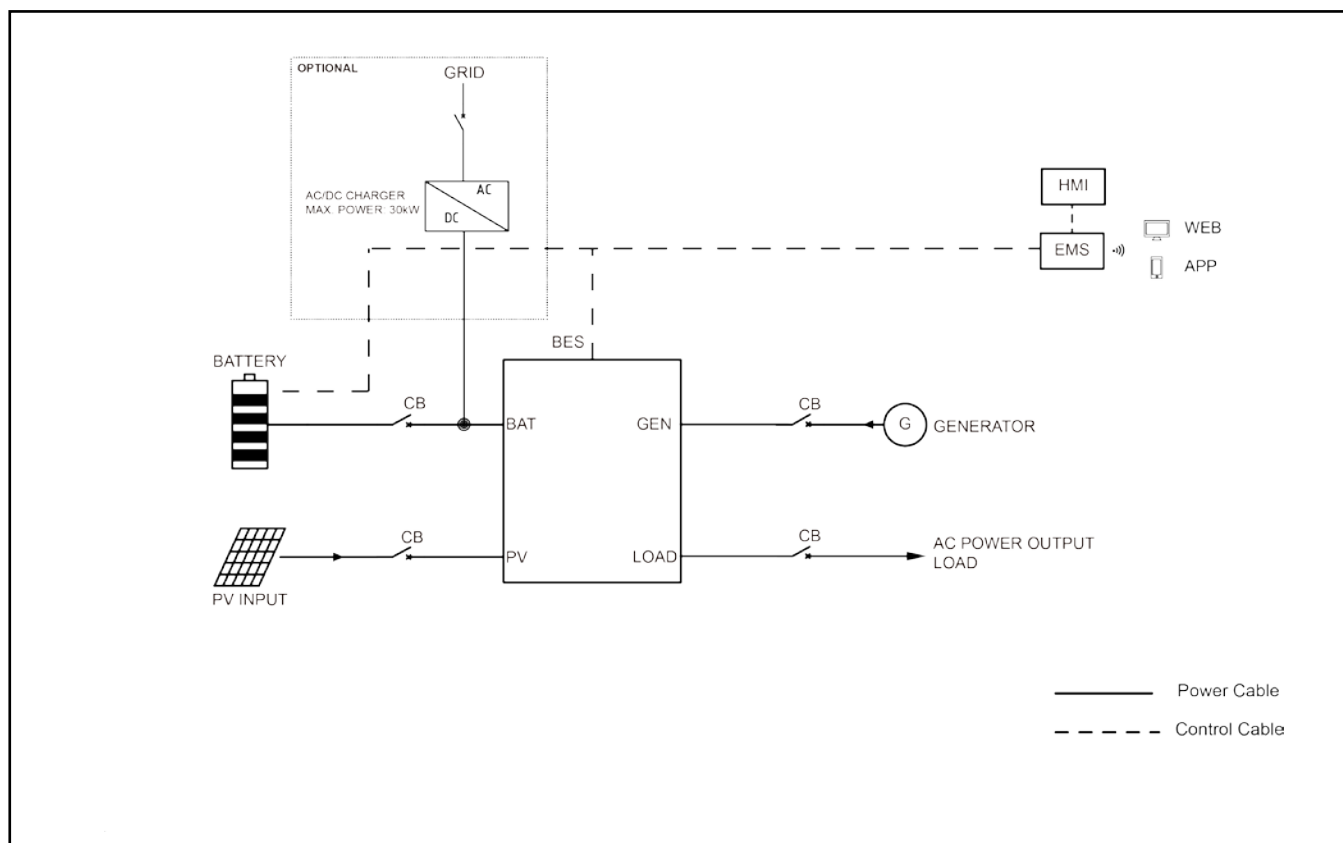 OPTIONAL
GRID
AC/DC CHARGER
MAX. POWER: 30kW
AC
DC
HMI
EMS
WEB
APP
BES
BATTERY
CB
BAT
GEN
CB
G
GENERATOR
CB
PV
LOAD
CB
AC POWER OUTPUT
LOAD
PV INPUT
Power Cable
Control Cable